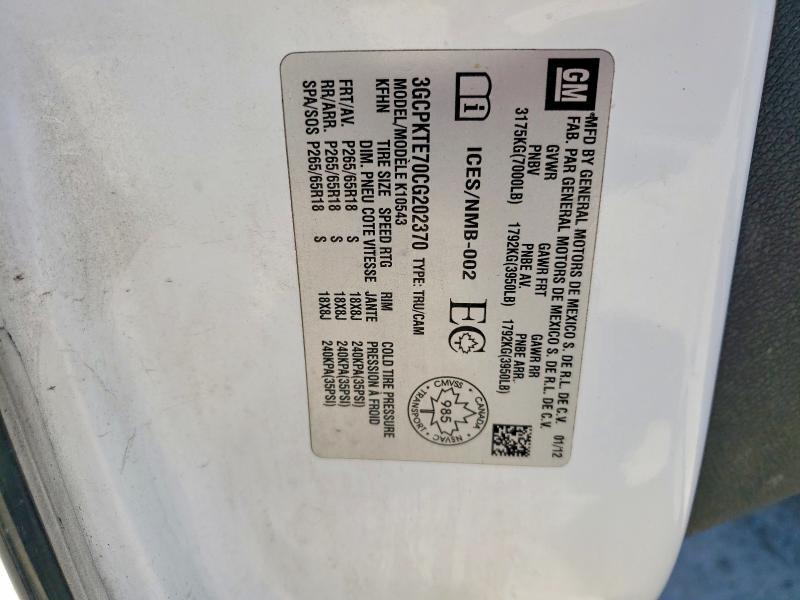 GM
MFD BY GENERAL MOTORS DE MEXICO S. DE R.L. DE C.V. 01/12
FAB. PAR GENERAL MOTORS DE MEXICO S. DE R.L. DE C.V.
GVWR GAWR FRT GAWR RR
PNBV PNBE AV. PNBE ARR.
3175KG(7000LB) 1792KG(3950LB) 1792KG(3950LB)
i ICES/NMB-002 EC
CANADA
CMVSS NSVAC
985
TRANSPORT
3GCPKTE70CG202370 TYPE: TRU/CAM
MODEL/MODÈLE K10543
KFHN TIRE SIZE SPEED RTG RIM COLD TIRE PRESSURE
DIM. PNEU COTE VITESSE JANTE PRESSION A FROID
FRT/AV. P265/65R18 S 18X8J 240KPA(35PSI)
RR/ARR. P265/65R18 S 18X8J 240KPA(35PSI)
SPA/SOS P265/65R18 S 18X8J 240KPA(35PSI)